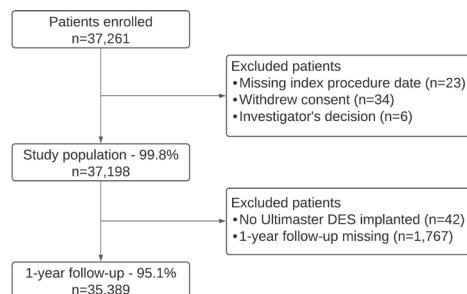 Patients enrolled
n=37,261
Excluded patients
•Missing index procedure date (n=23)
•Withdrew consent (n=34)
•Investigator's decision (n=6)
Study population - 99.8%
n=37,198
Excluded patients
•No Ultimaster DES implanted (n=42)
•1-year follow-up missing (n=1,767)
1-year follow-up - 95.1%
n=35,389